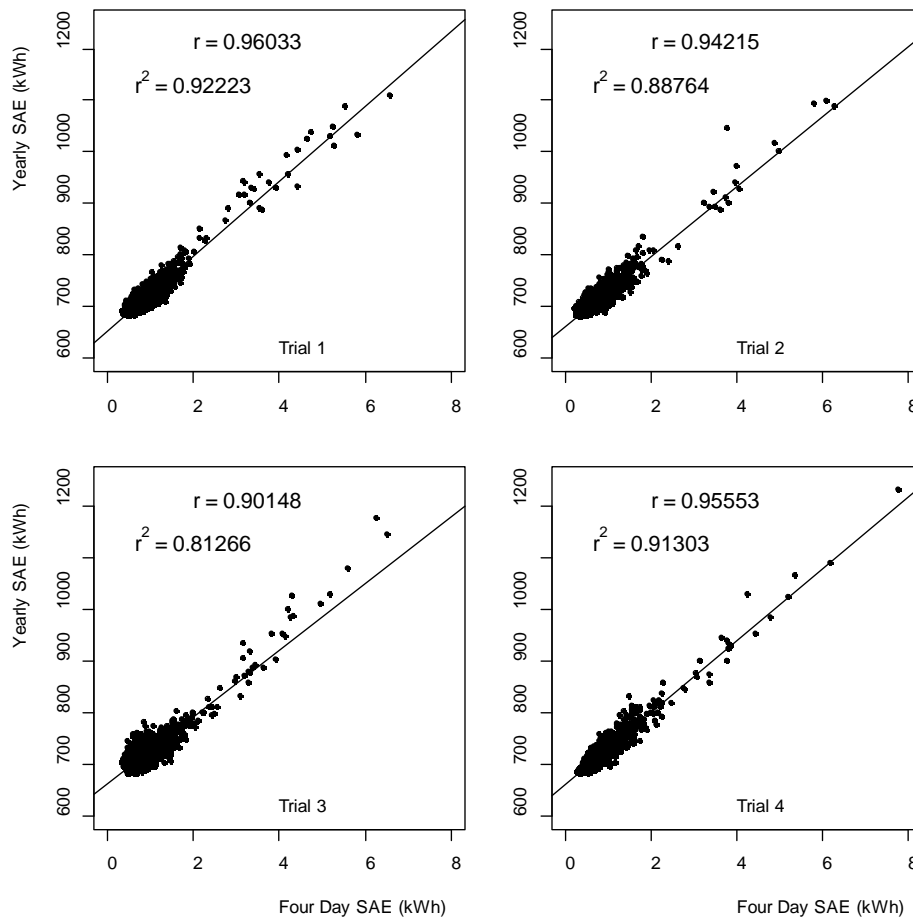 r = 0.96033
r² = 0.92223
Trial 1
Yearly SAE (kWh)
600 700 800 900 1000 1200
0 2 4 6 8
r = 0.94215
r² = 0.88764
Trial 2
600 700 800 900 1000 1200
0 2 4 6 8
r = 0.90148
r² = 0.81266
Trial 3
Yearly SAE (kWh)
600 700 800 900 1000 1200
0 2 4 6 8
Four Day SAE (kWh)
r = 0.95553
r² = 0.91303
Trial 4
600 700 800 900 1000 1200
0 2 4 6 8
Four Day SAE (kWh)